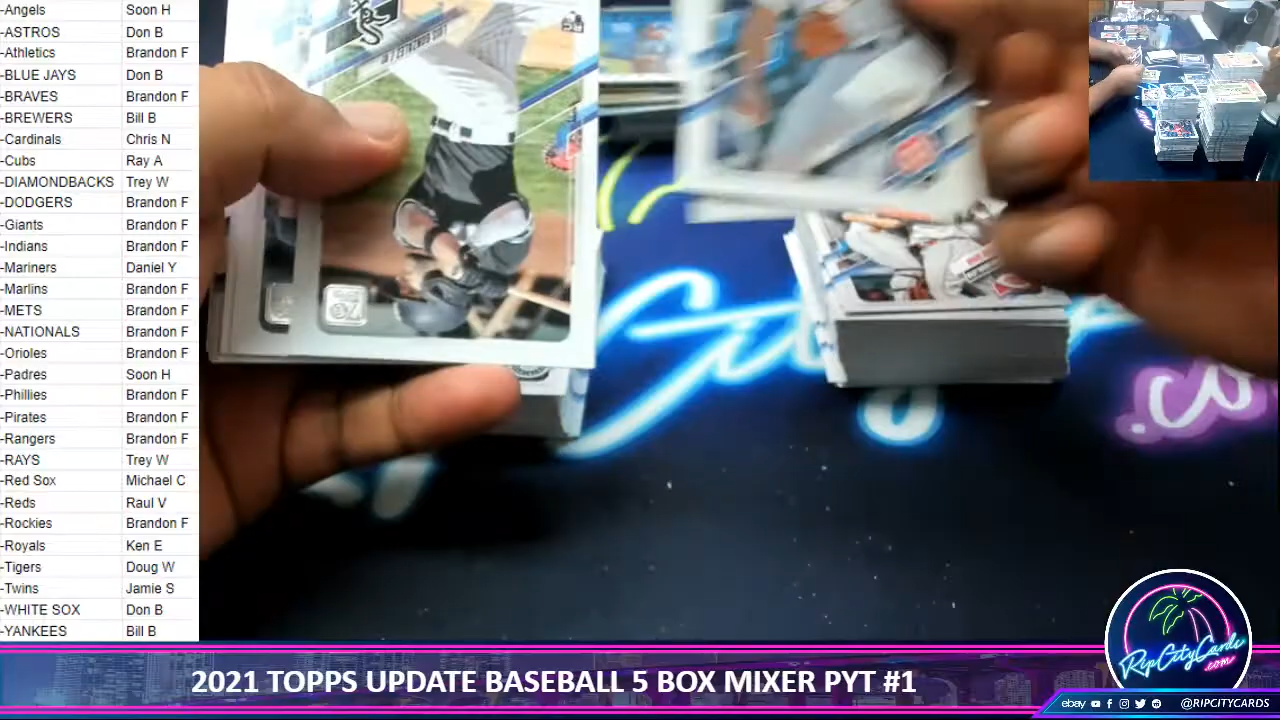 -Angels Soon H
-ASTROS Don B
-Athletics Brandon F
-BLUE JAYS Don B
-BRAVES Brandon F
-BREWERS Bill B
-Cardinals Chris N
-Cubs Ray A
-DIAMONDBACKS Trey W
-DODGERS Brandon F
-Giants Brandon F
-Indians Brandon F
-Mariners Daniel Y
-Marlins Brandon F
-METS Brandon F
-NATIONALS Brandon F
-Orioles Brandon F
-Padres Soon H
-Phillies Brandon F
-Pirates Brandon F
-Rangers Brandon F
-RAYS Trey W
-Red Sox Michael C
-Reds Raul V
-Rockies Brandon F
-Royals Ken E
-Tigers Doug W
-Twins Jamie S
-WHITE SOX Don B
-YANKEES Bill B
2021 TOPPS UPDATE BASEBALL 5 BOX MIXER PYT #1
RipCityCards
.com
ebay
@RIPCITYCARDS